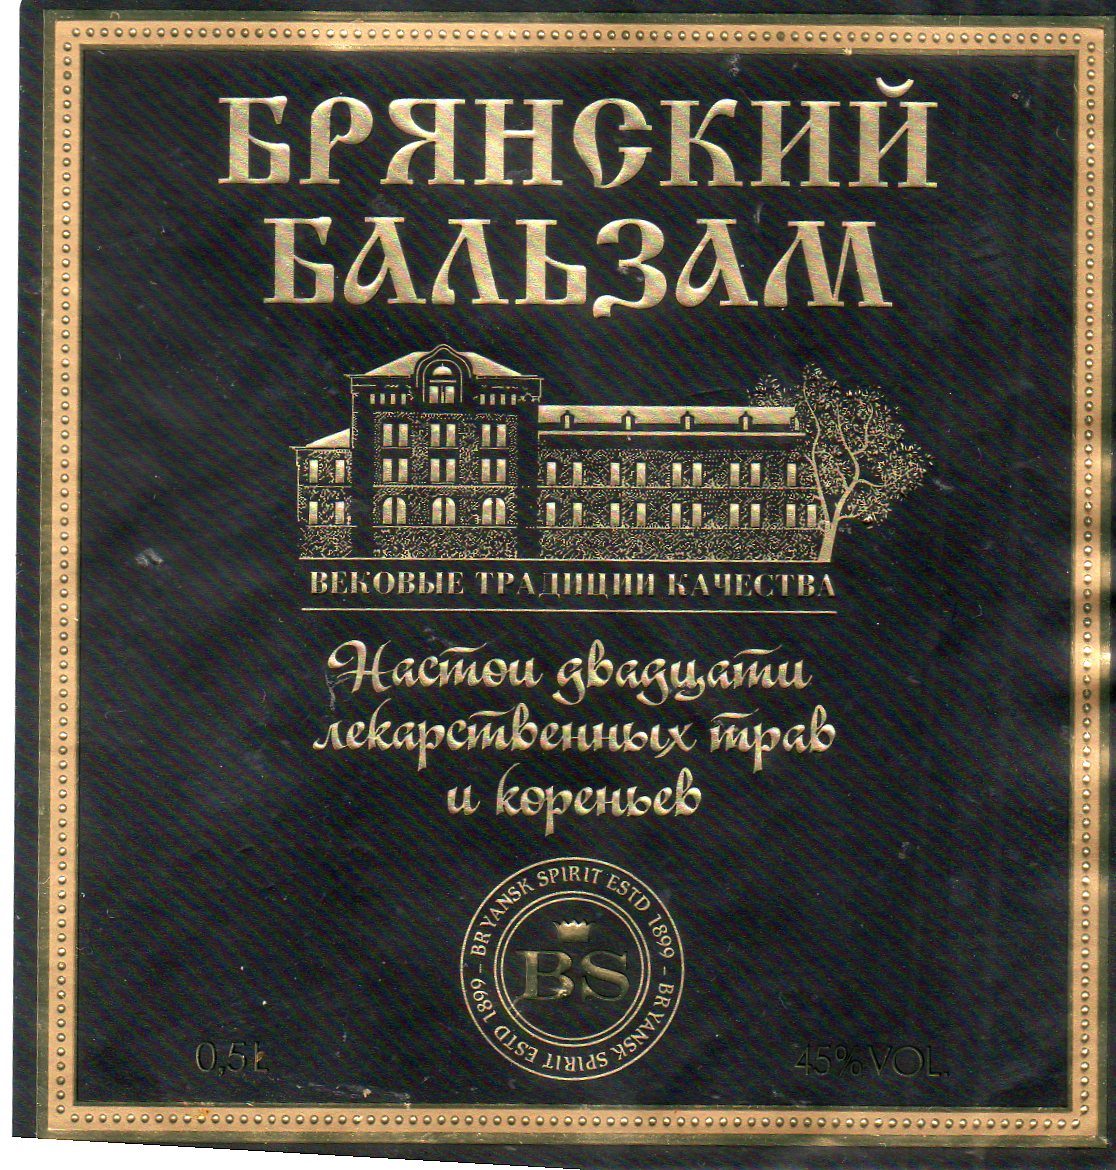 БРЯНСКИЙ
БАЛЬЗАМ
ВЕКОВЫЕ ТРАДИЦИИ КАЧЕСТВА
Настои двадцати
лекарственных трав
и кореньев
BRYANSK SPIRIT ESTD 1899 – BRYANSK SPIRIT ESTD 1899 –
BS
0,5L
45%VOL.